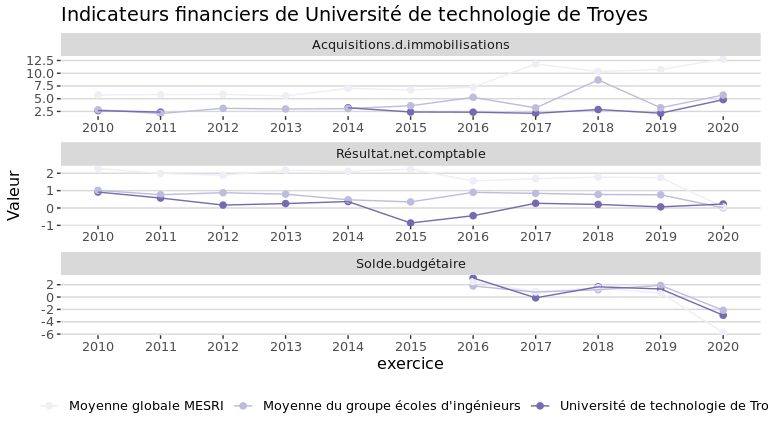 Indicateurs financiers de Université de technologie de Troyes
Acquisitions.d.immobilisations
12.5
10.0
7.5
5.0
2.5
2010 2011 2012 2013 2014 2015 2016 2017 2018 2019 2020
Résultat.net.comptable
2
1
0
-1
2010 2011 2012 2013 2014 2015 2016 2017 2018 2019 2020
Valeur
Solde.budgétaire
2
0
-2
-4
-6
2010 2011 2012 2013 2014 2015 2016 2017 2018 2019 2020
exercice
Moyenne globale MESRI Moyenne du groupe écoles d'ingénieurs Université de technologie de Tro